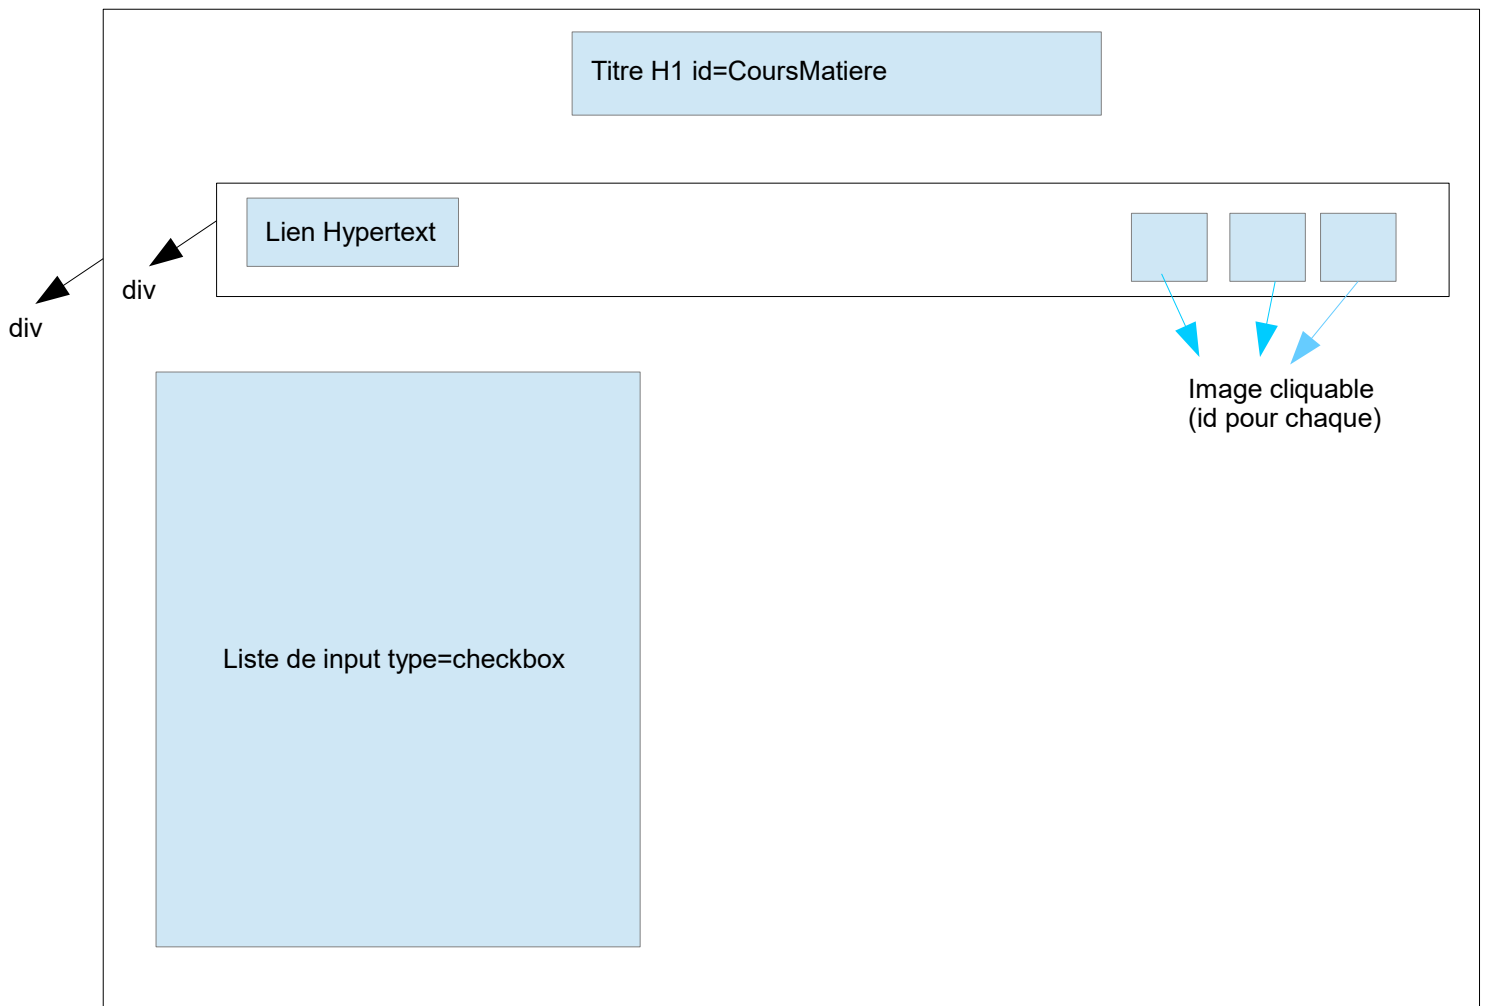 Titre H1 id=CoursMatiere
Lien Hypertext
div
div
Image cliquable
(id pour chaque)
Liste de input type=checkbox